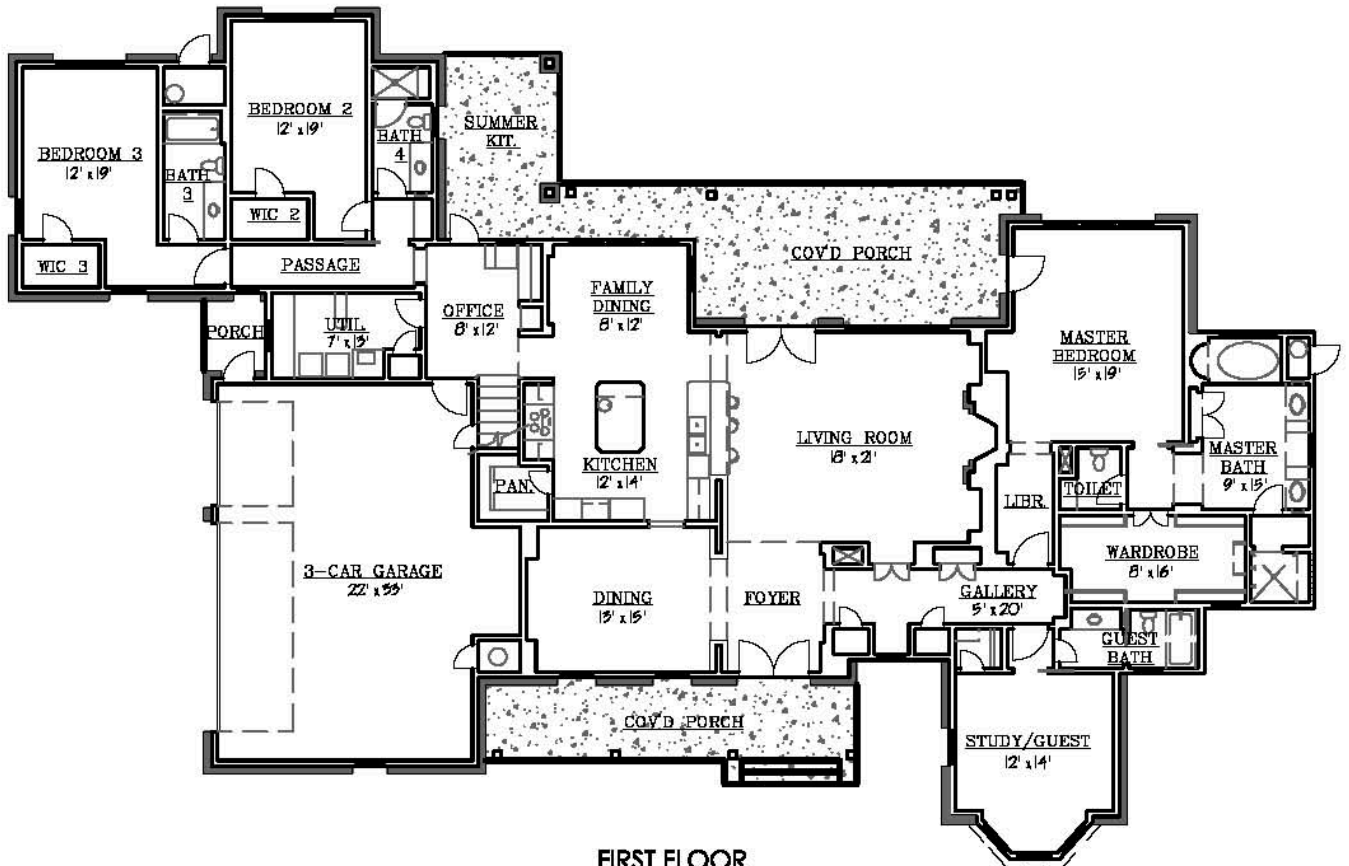 BEDROOM 3
12' x 19'
BATH
3
BEDROOM 2
12' x 19'
BATH
4
SUMMER
KIT.
WIC 2
WIC 3
PASSAGE
COV'D PORCH
PORCH
UTIL
7' x 13'
OFFICE
8' x 12'
FAMILY
DINING
8' x 12'
MASTER
BEDROOM
15' x 19'
LIVING ROOM
18' x 21'
KITCHEN
12' x 14'
PAN.
LIBR.
TOILET
MASTER
BATH
9' x 15'
WARDROBE
8' x 16'
3-CAR GARAGE
22' x 33'
DINING
13' x 15'
FOYER
GALLERY
5' x 20'
GUEST
BATH
COV'D PORCH
STUDY/GUEST
12' x 14'
FIRST FLOOR